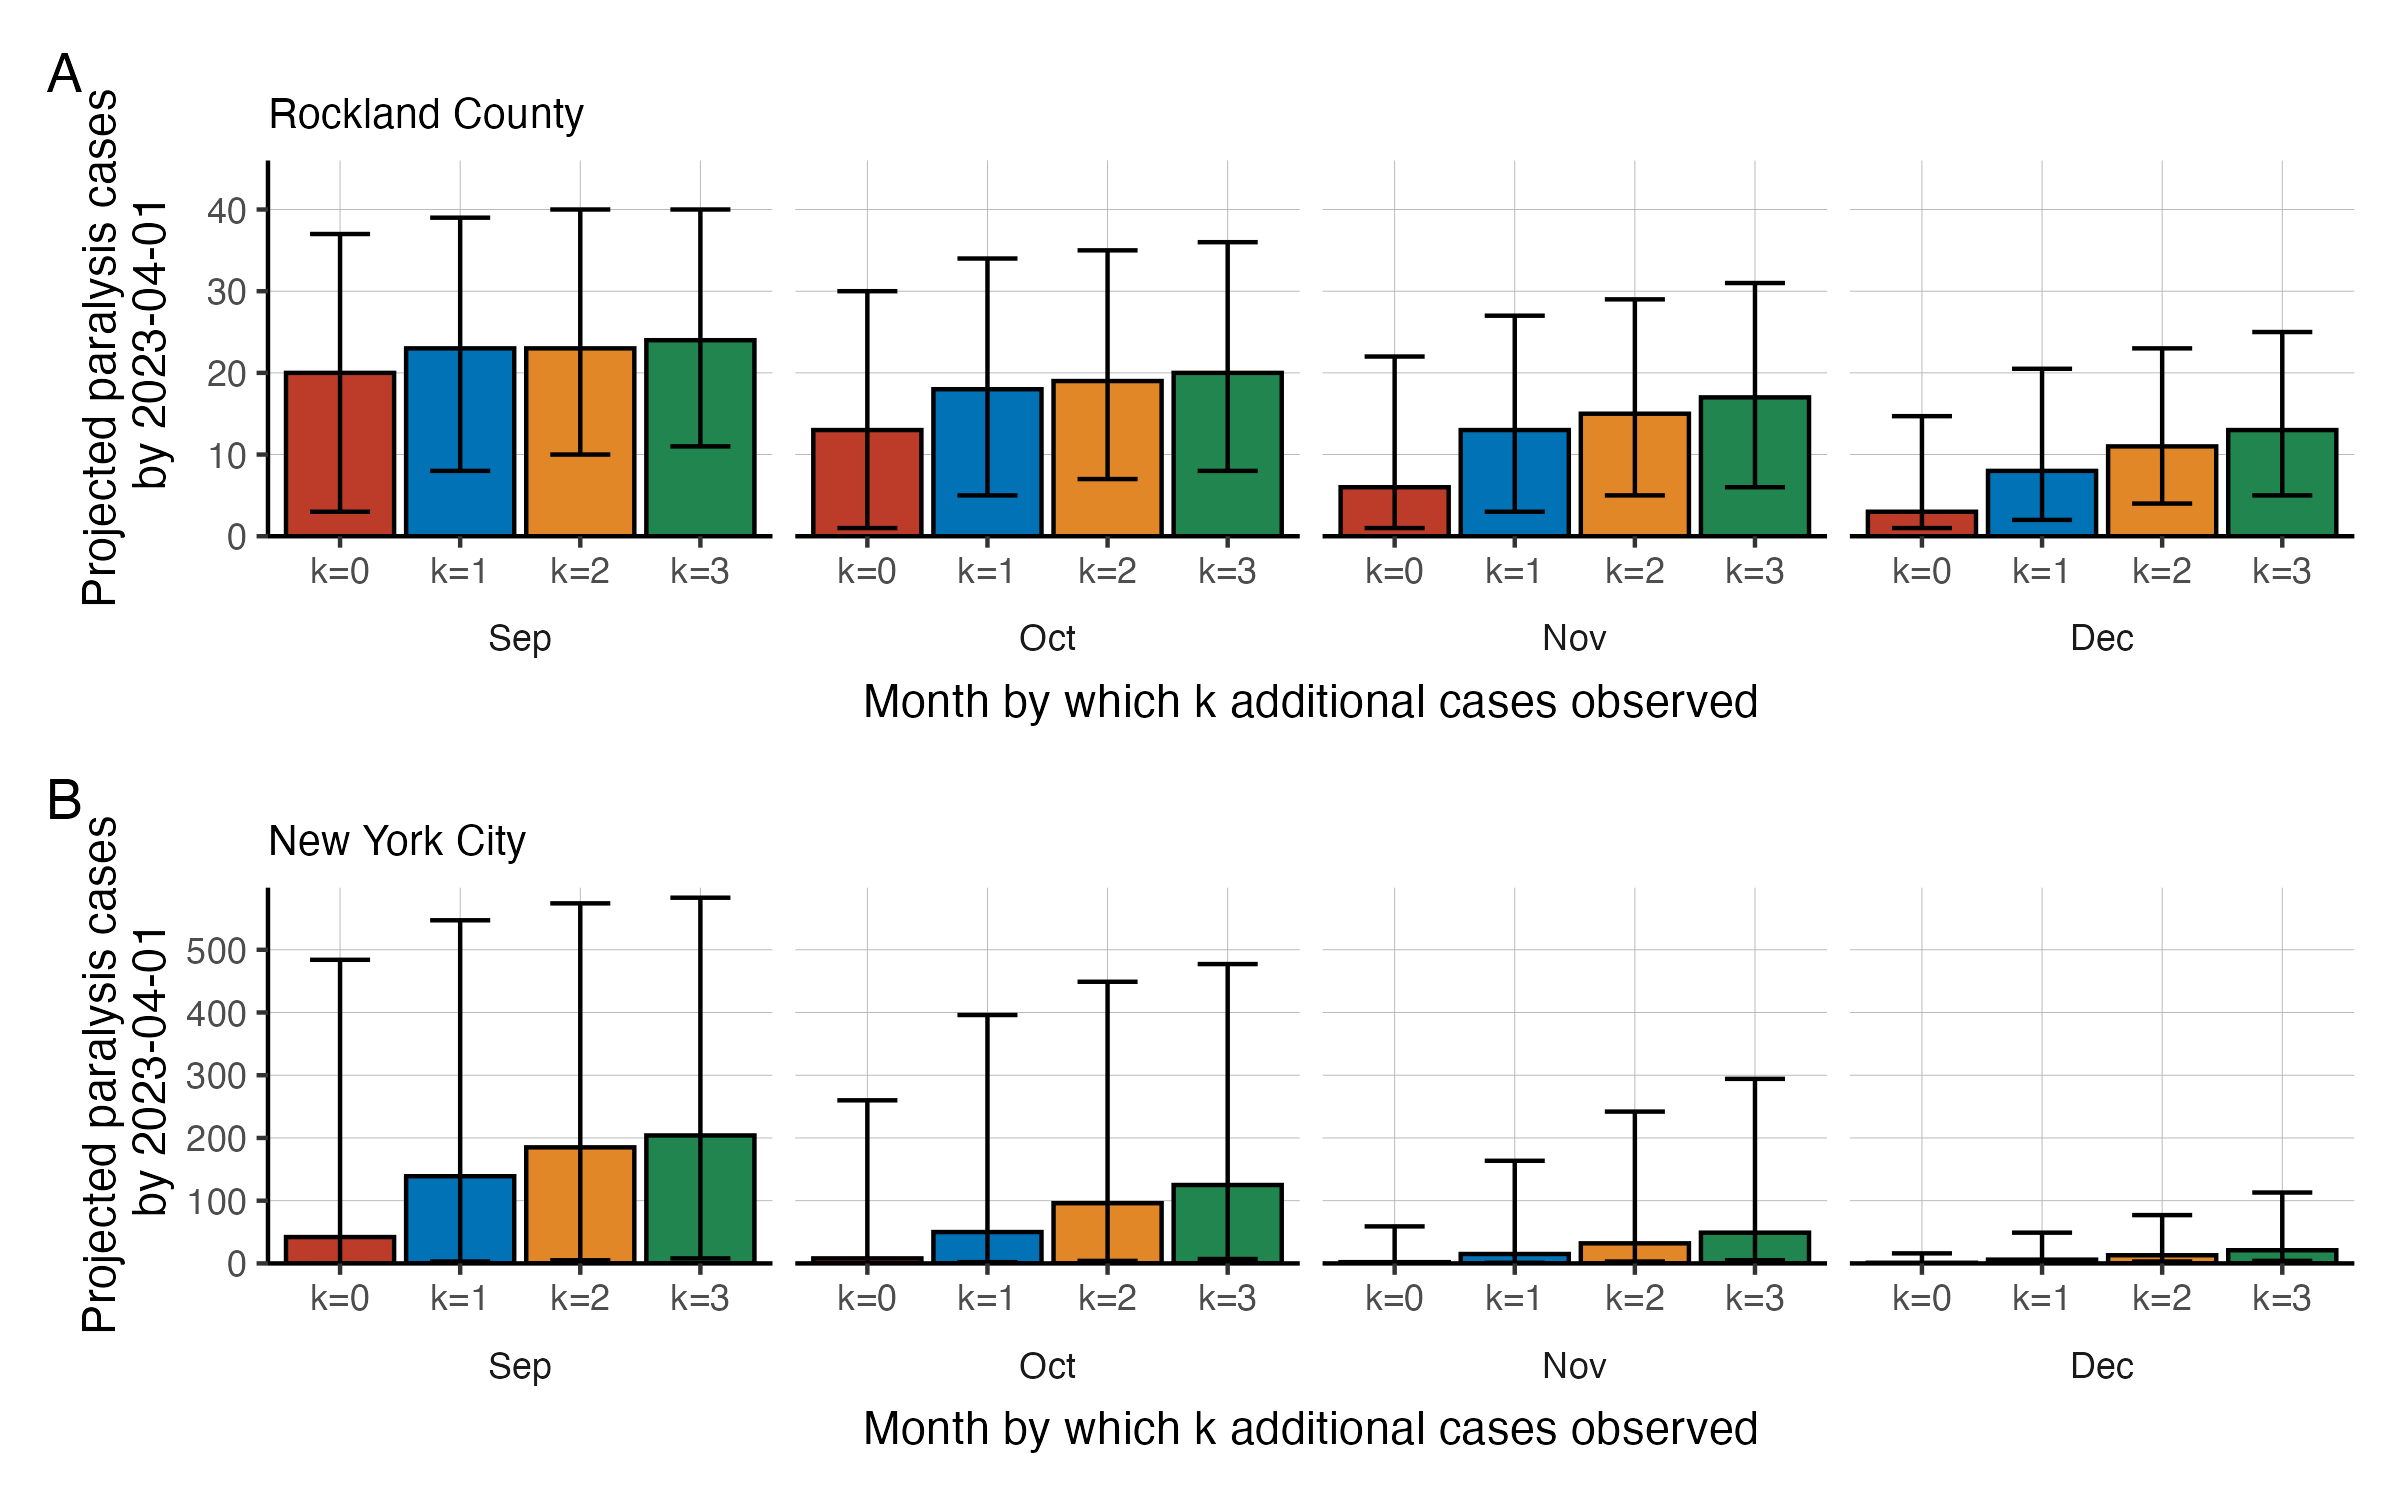 A
Rockland County
Projected paralysis cases
by 2023-04-01
40
30
20
10
0
k=0 k=1 k=2 k=3 k=0 k=1 k=2 k=3 k=0 k=1 k=2 k=3 k=0 k=1 k=2 k=3
Sep Oct Nov Dec
Month by which k additional cases observed
B
New York City
Projected paralysis cases
by 2023-04-01
500
400
300
200
100
0
k=0 k=1 k=2 k=3 k=0 k=1 k=2 k=3 k=0 k=1 k=2 k=3 k=0 k=1 k=2 k=3
Sep Oct Nov Dec
Month by which k additional cases observed